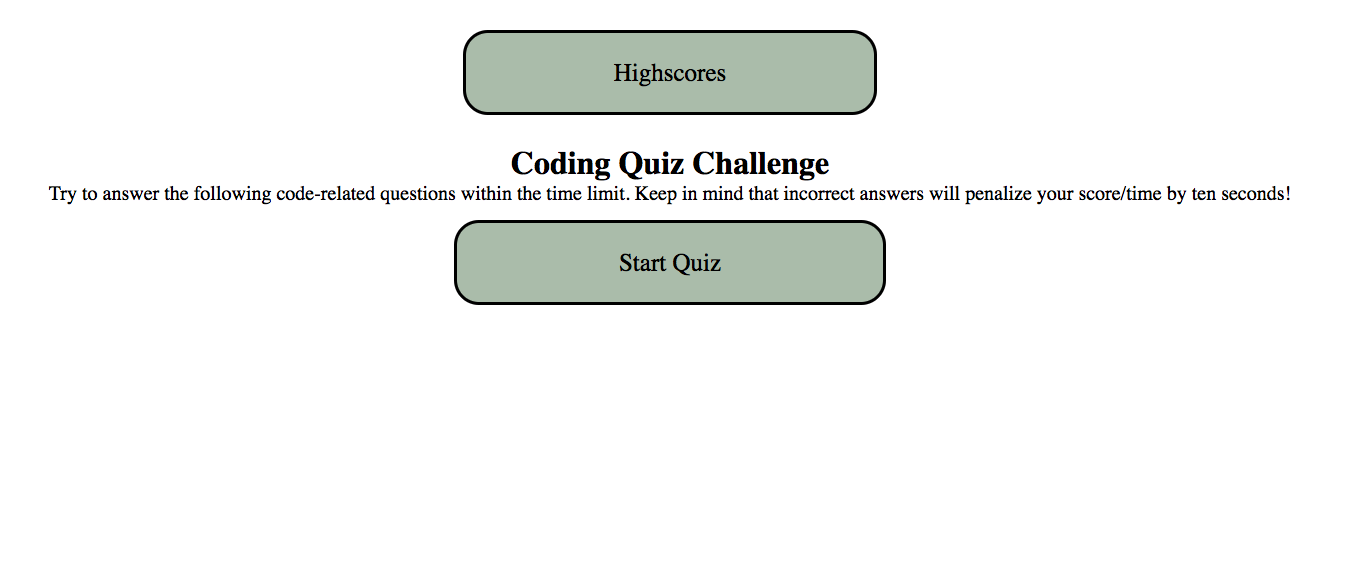 Highscores
Coding Quiz Challenge
Try to answer the following code-related questions within the time limit. Keep in mind that incorrect answers will penalize your score/time by ten seconds!
Start Quiz